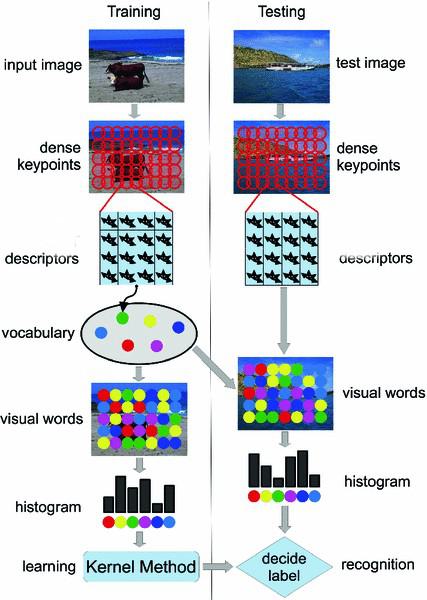 Training
Testing
input image
test image
dense
keypoints
dense
keypoints
descriptors
descriptors
vocabulary
visual words
visual words
histogram
histogram
learning
Kernel Method
decide
label
recognition